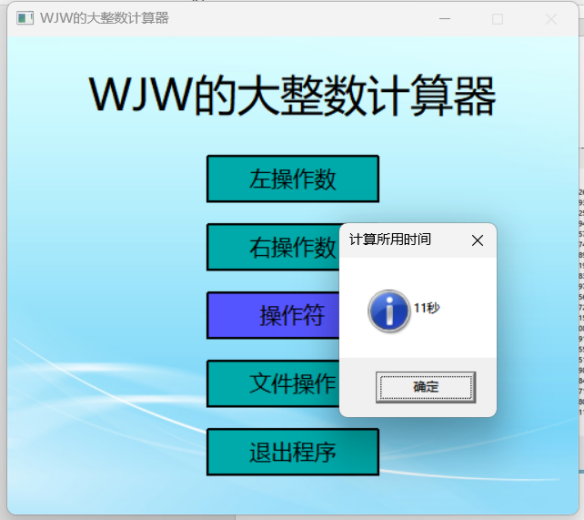 WJW的大整数计算器
WJW的大整数计算器
左操作数
右操作数
计算所用时间
11秒
操作符
确定
文件操作
退出程序